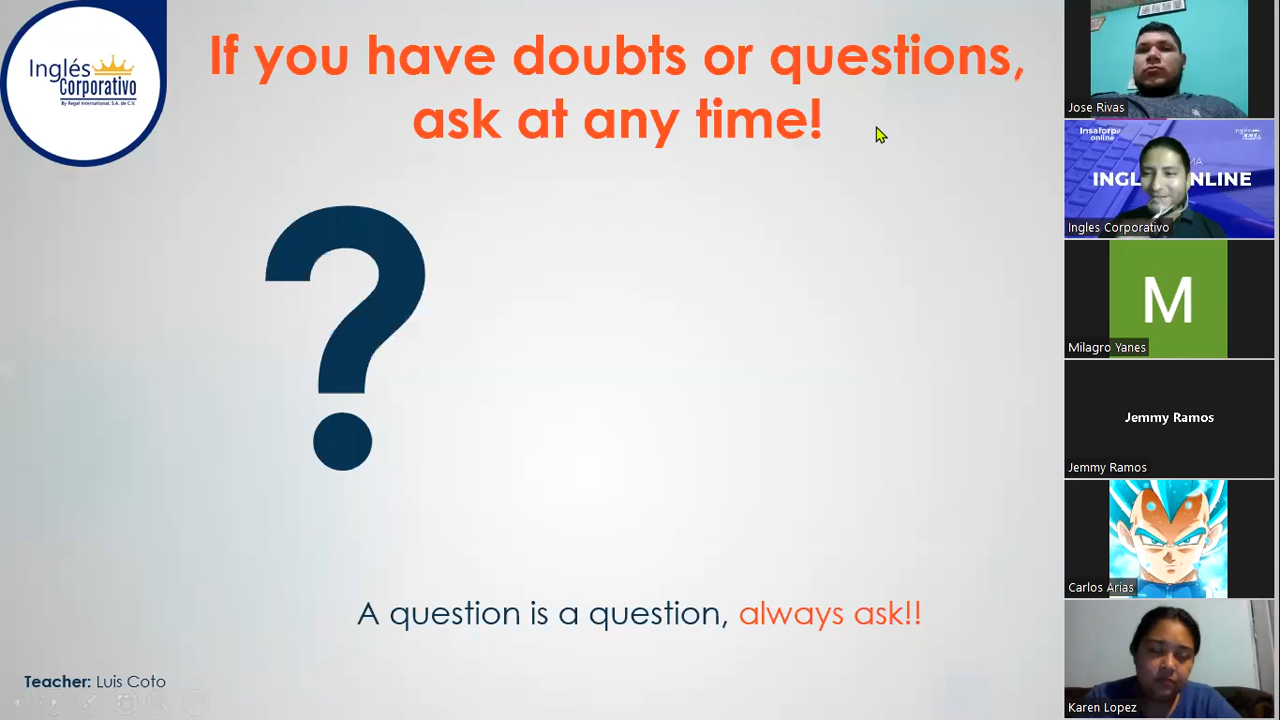 Inglés
Corporativo
By Regal International, S.A. de C.V.
If you have doubts or questions,
ask at any time!
A question is a question, always ask!!
Teacher: Luis Coto
Jose Rivas
Insaforp
online
INGL NLINE
Ingles Corporativo
M
Milagro Yanes
Jemmy Ramos
Jemmy Ramos
Carlos Arias
Karen Lopez